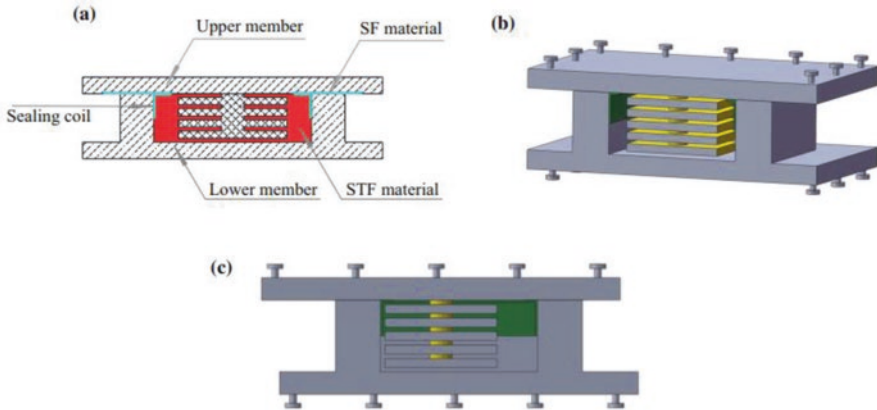 (a)
Upper member
SF material
Sealing coil
Lower member
STF material
(b)
(c)